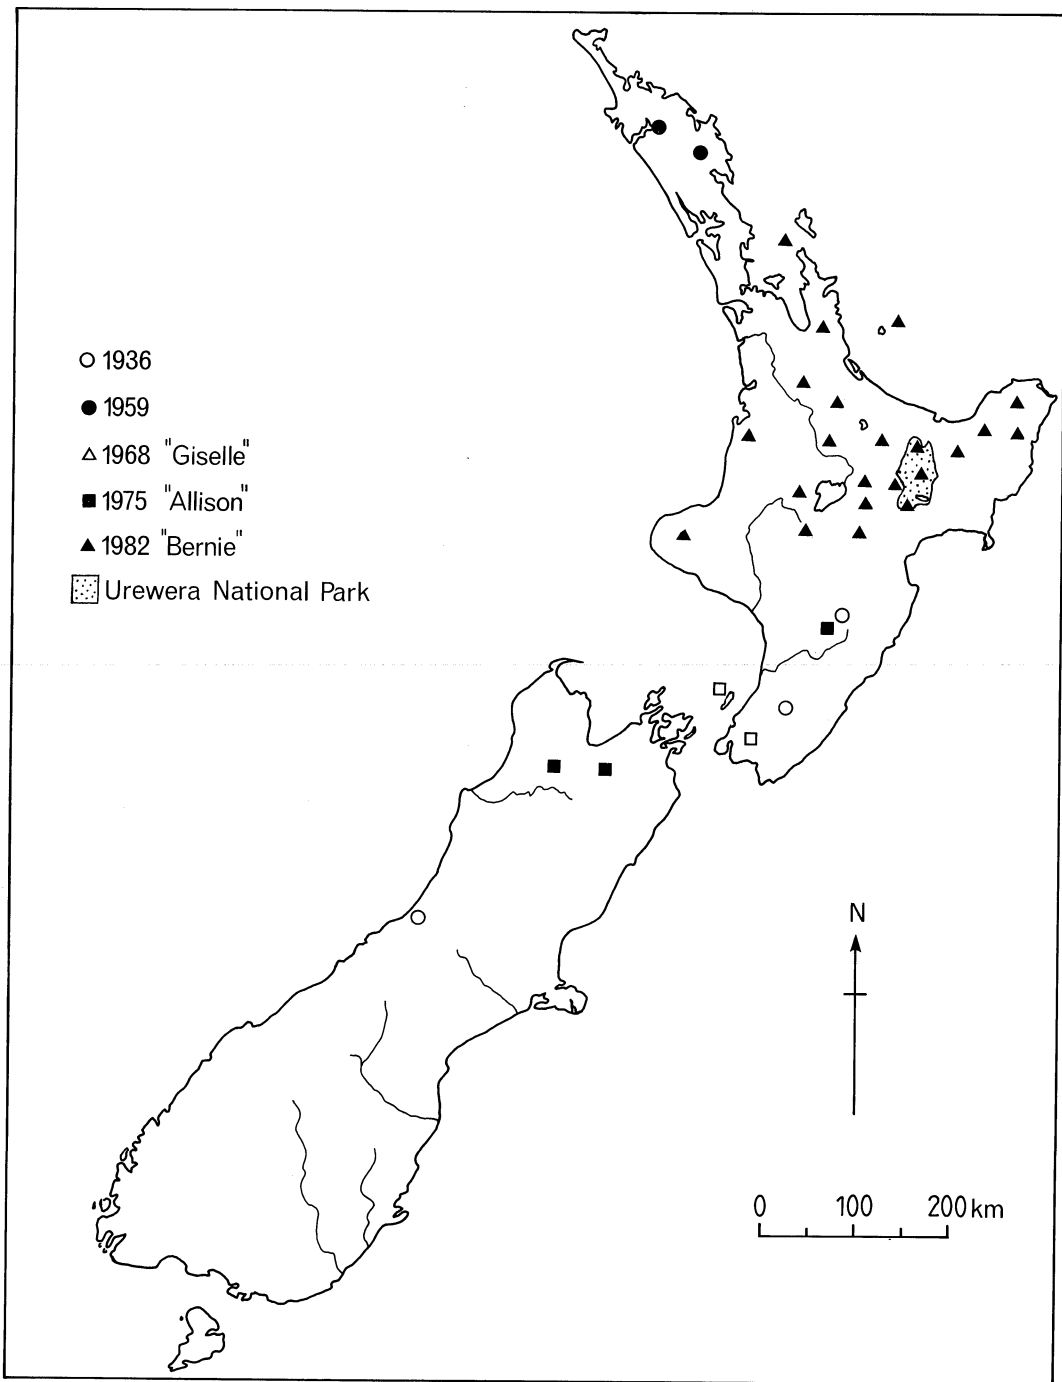 1936
1959
1968 "Giselle"
1975 "Allison"
1982 "Bernie"
Urewera National Park
N
0 100 200 km